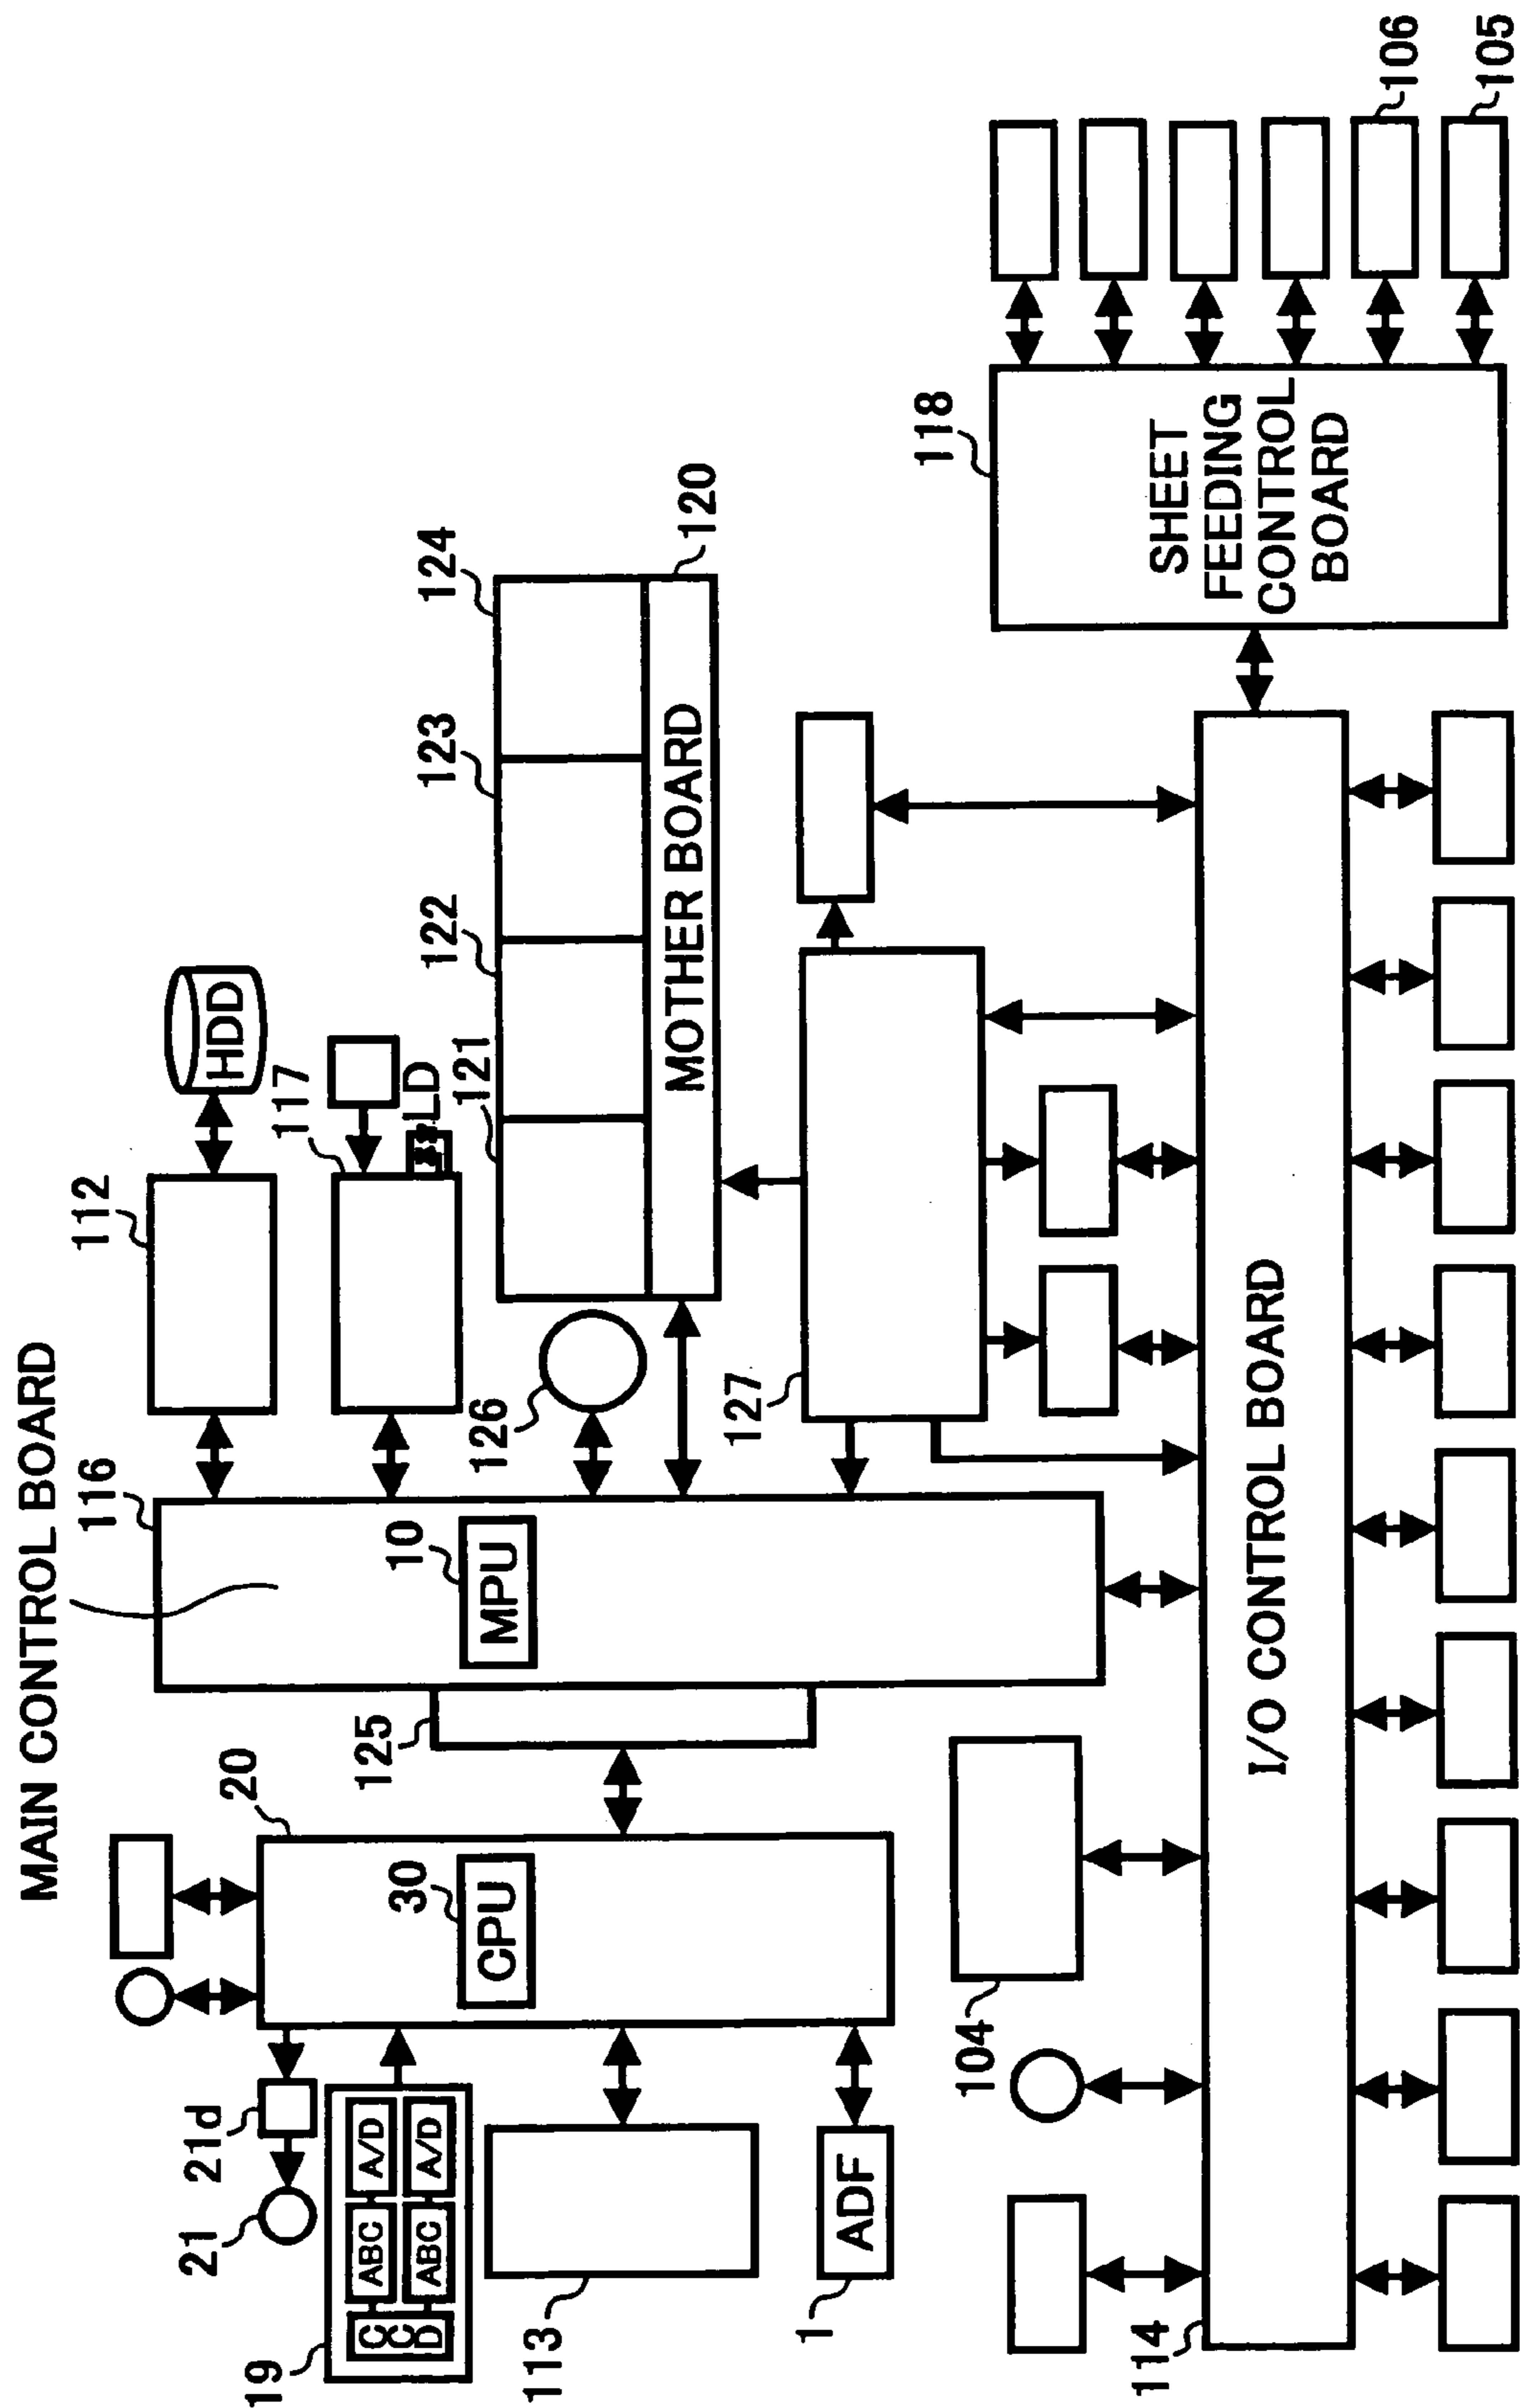 MAIN CONTROL BOARD
116
112
HDD
117
LD
10
MPU
126
121
122
123
124
MOTHER BOARD
120
125
20
30
CPU
21d
21
19
CCD
ABC
A/D
ABC
A/D
113
1
ADF
127
104
114
I/O CONTROL BOARD
118
SHEET
FEEDING
CONTROL
BOARD
106
105